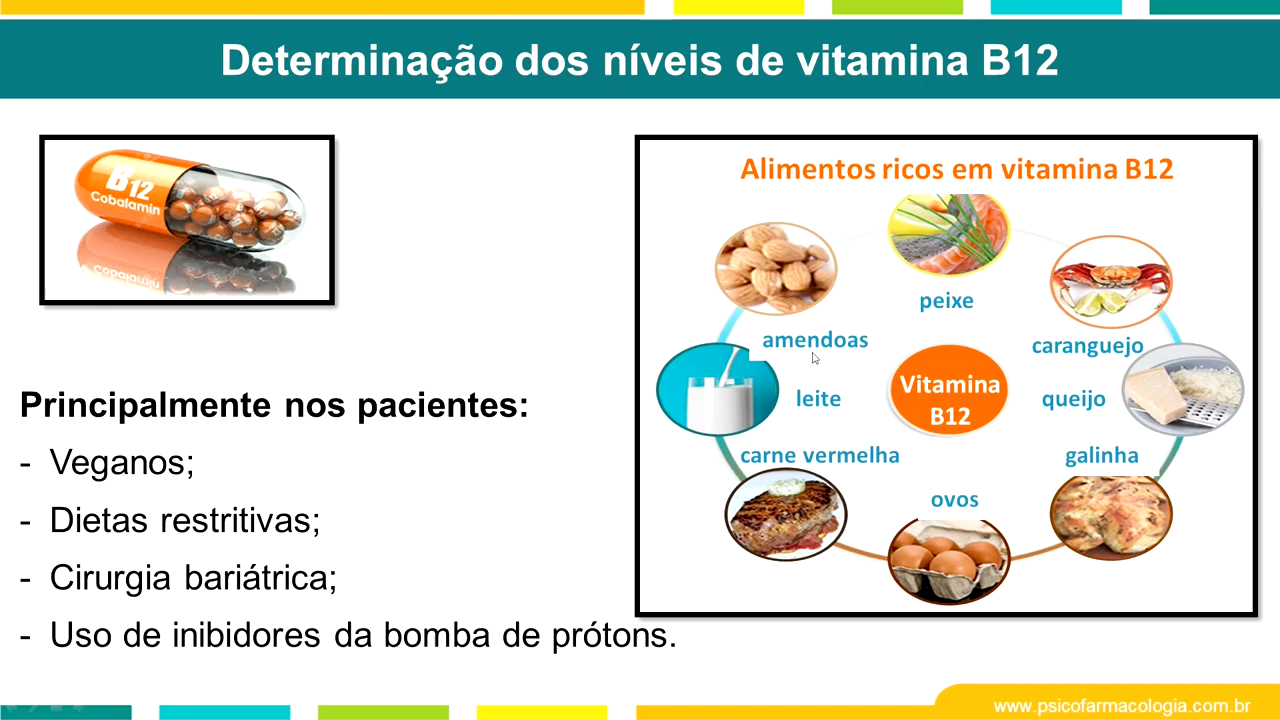 Determinação dos níveis de vitamina B12
B12
Cobalamin
Alimentos ricos em vitamina B12
peixe
amendoas
caranguejo
leite
Vitamina
B12
queijo
carne vermelha
galinha
ovos
Principalmente nos pacientes:
- Veganos;
- Dietas restritivas;
- Cirurgia bariátrica;
- Uso de inibidores da bomba de prótons.
www.psicofarmacologia.com.br